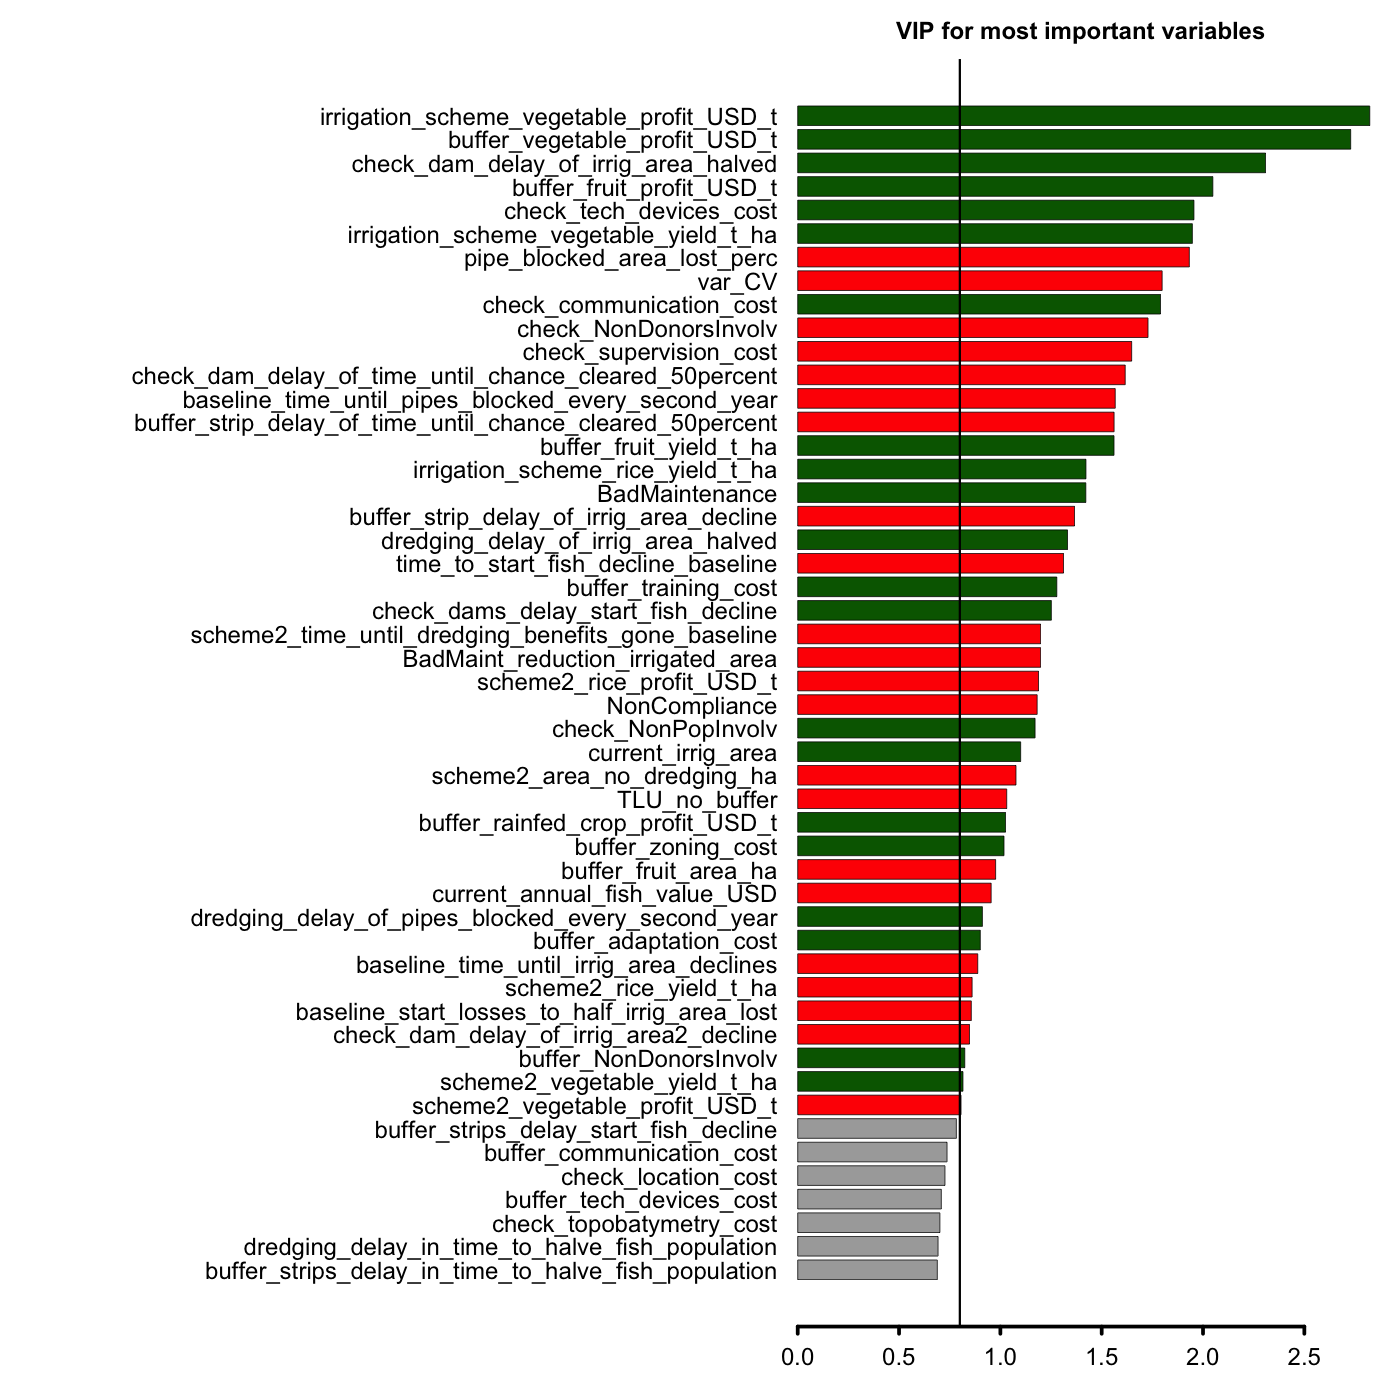 VIP for most important variables
irrigation_scheme_vegetable_profit_USD_t
buffer_vegetable_profit_USD_t
check_dam_delay_of_irrig_area_halved
buffer_fruit_profit_USD_t
check_tech_devices_cost
irrigation_scheme_vegetable_yield_t_ha
pipe_blocked_area_lost_perc
var_CV
check_communication_cost
check_NonDonorsInvolv
check_supervision_cost
check_dam_delay_of_time_until_chance_cleared_50percent
baseline_time_until_pipes_blocked_every_second_year
buffer_strip_delay_of_time_until_chance_cleared_50percent
buffer_fruit_yield_t_ha
irrigation_scheme_rice_yield_t_ha
BadMaintenance
buffer_strip_delay_of_irrig_area_decline
dredging_delay_of_irrig_area_halved
time_to_start_fish_decline_baseline
buffer_training_cost
check_dams_delay_start_fish_decline
scheme2_time_until_dredging_benefits_gone_baseline
BadMaint_reduction_irrigated_area
scheme2_rice_profit_USD_t
NonCompliance
check_NonPopInvolv
current_irrig_area
scheme2_area_no_dredging_ha
TLU_no_buffer
buffer_rainfed_crop_profit_USD_t
buffer_zoning_cost
buffer_fruit_area_ha
current_annual_fish_value_USD
dredging_delay_of_pipes_blocked_every_second_year
buffer_adaptation_cost
baseline_time_until_irrig_area_declines
scheme2_rice_yield_t_ha
baseline_start_losses_to_half_irrig_area_lost
check_dam_delay_of_irrig_area2_decline
buffer_NonDonorsInvolv
scheme2_vegetable_yield_t_ha
scheme2_vegetable_profit_USD_t
buffer_strips_delay_start_fish_decline
buffer_communication_cost
check_location_cost
buffer_tech_devices_cost
check_topobatymetry_cost
dredging_delay_in_time_to_halve_fish_population
buffer_strips_delay_in_time_to_halve_fish_population
0.0 0.5 1.0 1.5 2.0 2.5